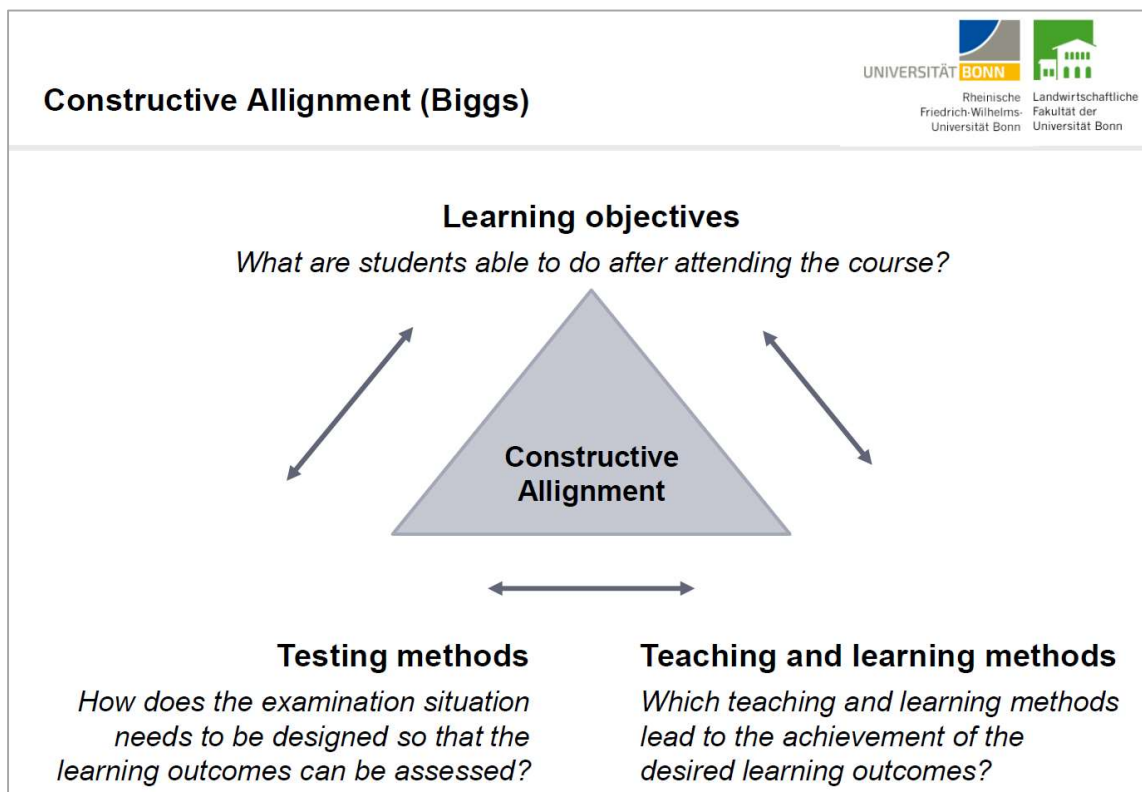 UNIVERSITÄT BONN
Rheinische
Friedrich-Wilhelms-
Universität Bonn
Landwirtschaftliche
Fakultät der
Universität Bonn
Constructive Allignment (Biggs)
Learning objectives
What are students able to do after attending the course?
Constructive
Allignment
Testing methods
How does the examination situation
needs to be designed so that the
learning outcomes can be assessed?
Teaching and learning methods
Which teaching and learning methods
lead to the achievement of the
desired learning outcomes?